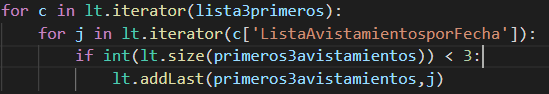 for c in lt.iterator(lista3primeros):
    for j in lt.iterator(c['ListaAvistamientosporFecha']):
        if int(lt.size(primeros3avistamientos)) < 3:
            lt.addLast(primeros3avistamientos,j)